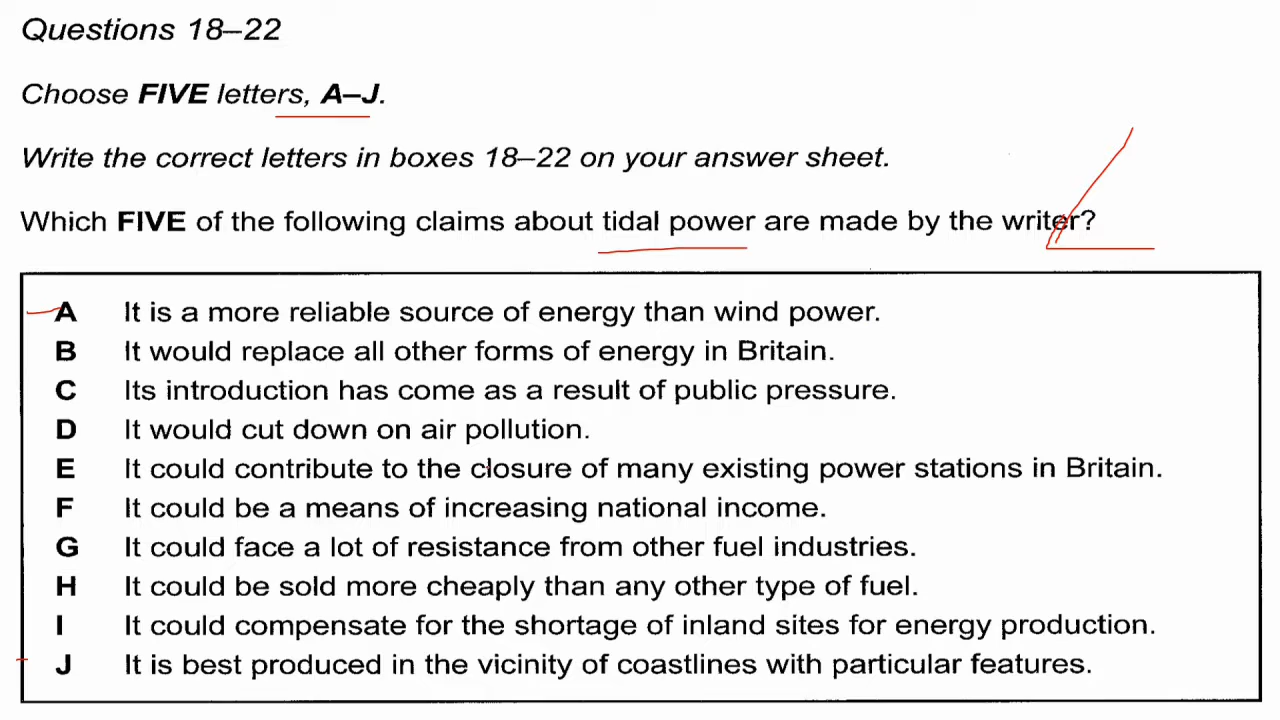 Questions 18–22
Choose FIVE letters, A–J.
Write the correct letters in boxes 18–22 on your answer sheet.
Which FIVE of the following claims about tidal power are made by the writer?
A It is a more reliable source of energy than wind power.
B It would replace all other forms of energy in Britain.
C Its introduction has come as a result of public pressure.
D It would cut down on air pollution.
E It could contribute to the closure of many existing power stations in Britain.
F It could be a means of increasing national income.
G It could face a lot of resistance from other fuel industries.
H It could be sold more cheaply than any other type of fuel.
I It could compensate for the shortage of inland sites for energy production.
J It is best produced in the vicinity of coastlines with particular features.